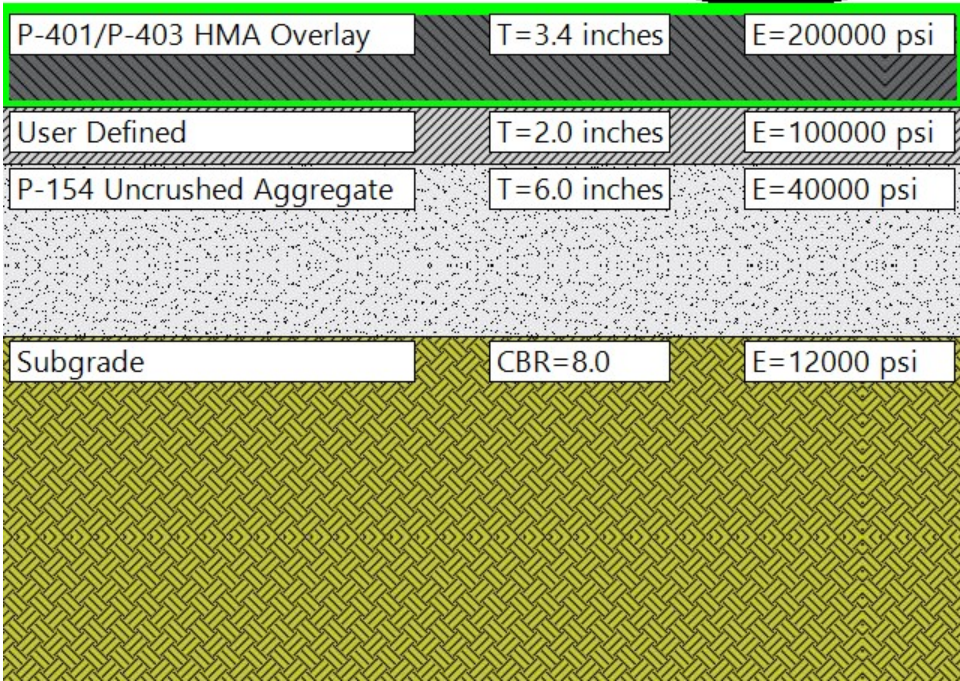 P-401/P-403 HMA Overlay T=3.4 inches E=200000 psi
User Defined T=2.0 inches E=100000 psi
P-154 Uncrushed Aggregate T=6.0 inches E=40000 psi
Subgrade CBR=8.0 E=12000 psi